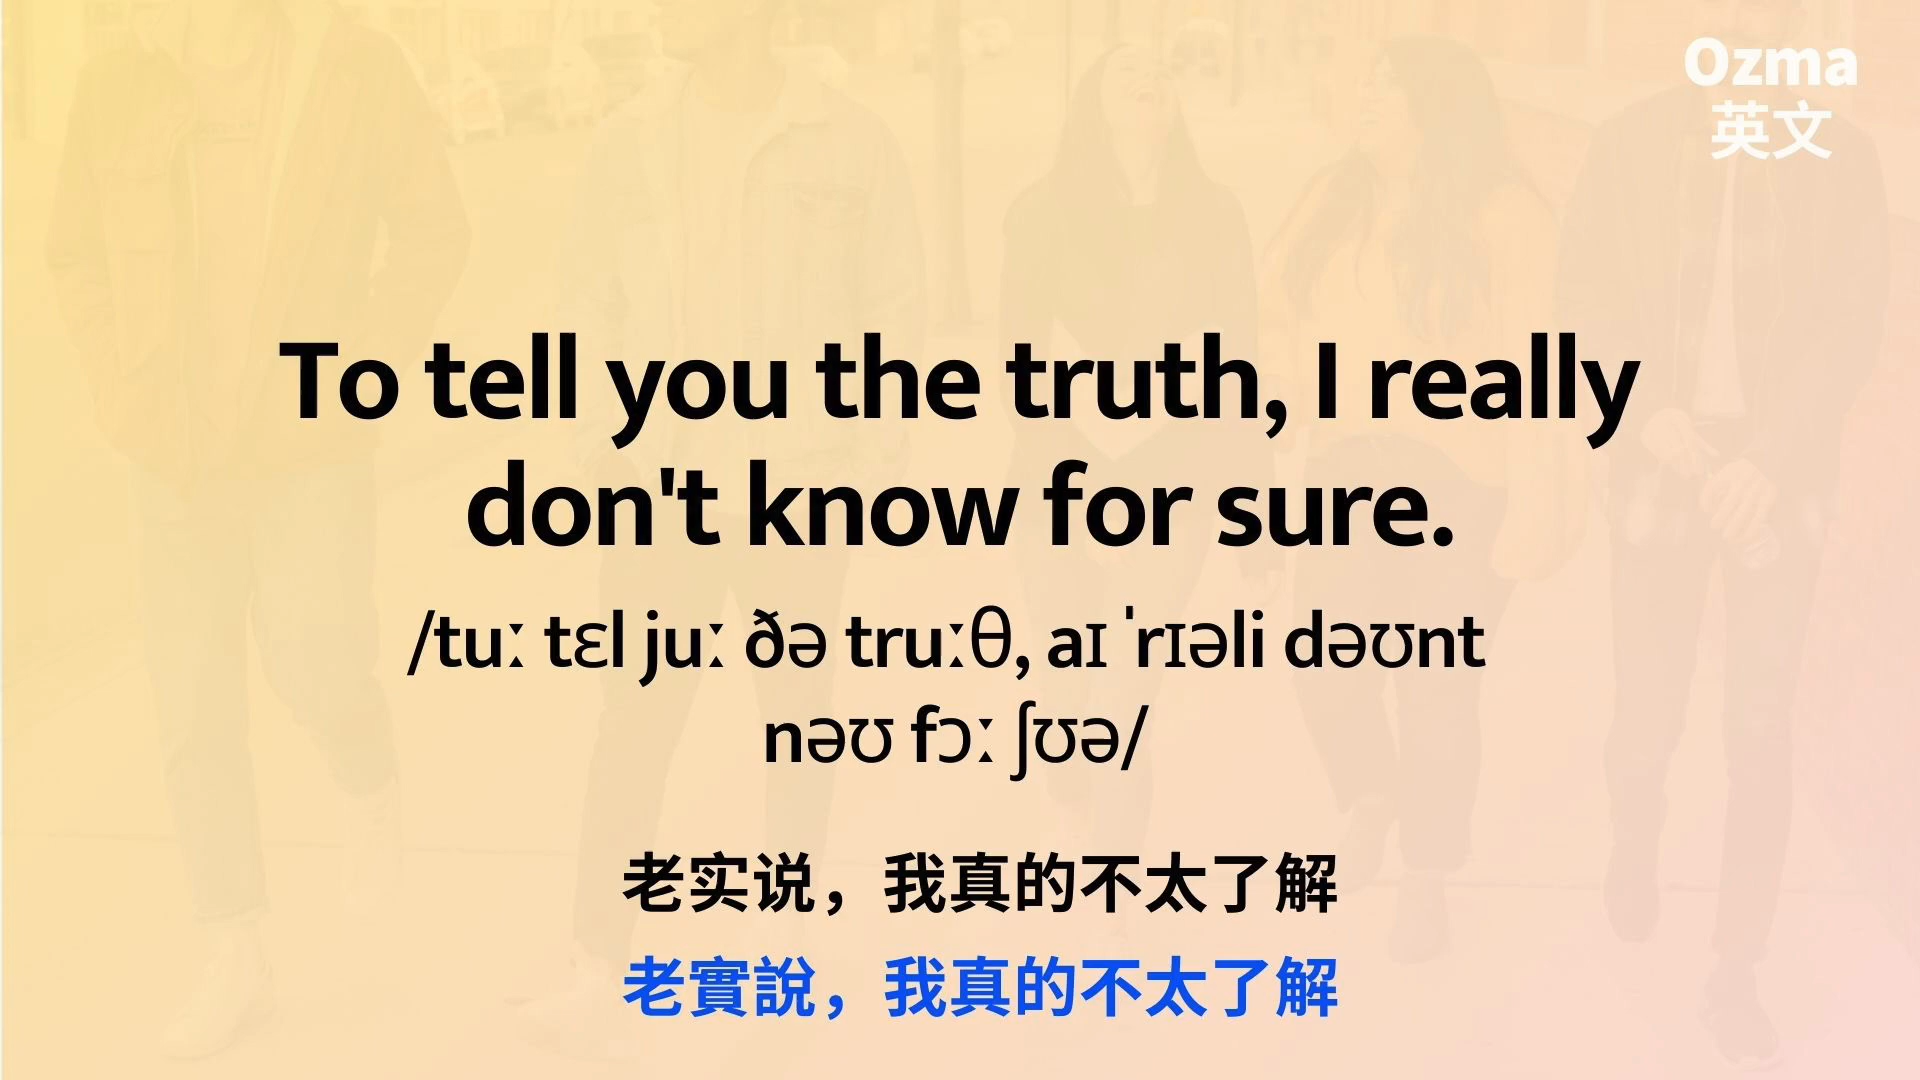 Ozma
英文
To tell you the truth, I really
don't know for sure.
/tuː tɛl juː ðə truːθ, aɪ ˈrɪəli dəʊnt
nəʊ fɔː ʃʊə/
老实说，我真的不太了解
老實說，我真的不太了解